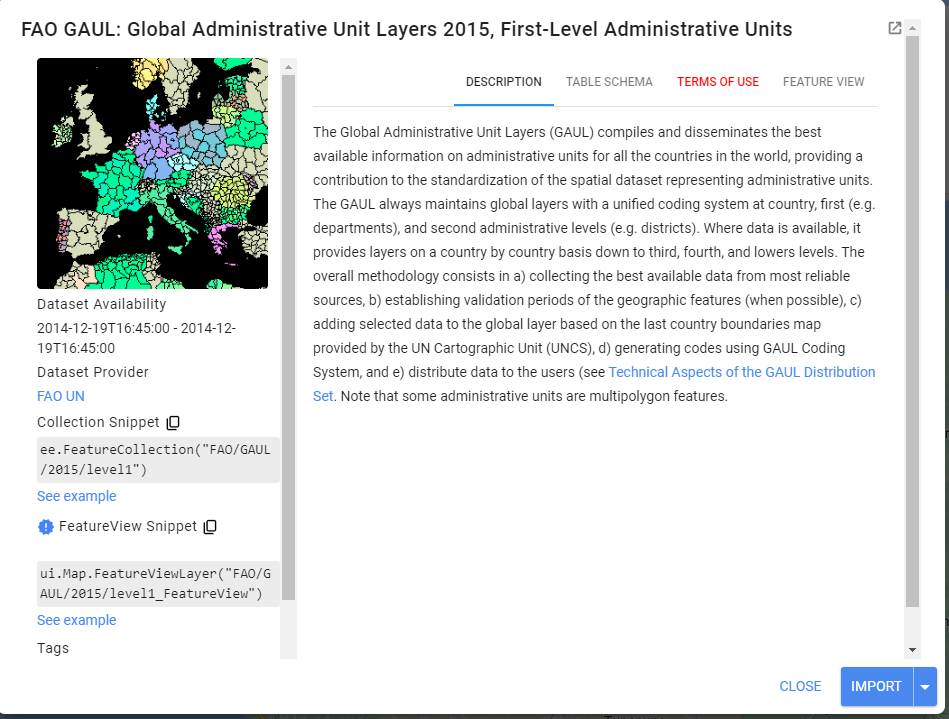 FAO GAUL: Global Administrative Unit Layers 2015, First-Level Administrative Units
Dataset Availability
2014-12-19T16:45:00 - 2014-12-
19T16:45:00
Dataset Provider
FAO UN
Collection Snippet
ee.FeatureCollection("FAO/GAUL
/2015/level1")
See example
FeatureView Snippet
ui.Map.FeatureViewLayer("FAO/G
AUL/2015/level1_FeatureView")
See example
Tags
DESCRIPTION TABLE SCHEMA TERMS OF USE FEATURE VIEW
The Global Administrative Unit Layers (GAUL) compiles and disseminates the best
available information on administrative units for all the countries in the world, providing a
contribution to the standardization of the spatial dataset representing administrative units.
The GAUL always maintains global layers with a unified coding system at country, first (e.g.
departments), and second administrative levels (e.g. districts). Where data is available, it
provides layers on a country by country basis down to third, fourth, and lowers levels. The
overall methodology consists in a) collecting the best available data from most reliable
sources, b) establishing validation periods of the geographic features (when possible), c)
adding selected data to the global layer based on the last country boundaries map
provided by the UN Cartographic Unit (UNCS), d) generating codes using GAUL Coding
System, and e) distribute data to the users (see Technical Aspects of the GAUL Distribution
Set. Note that some administrative units are multipolygon features.
CLOSE IMPORT